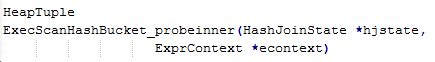 HeapTuple
ExecScanHashBucket_probeinner(HashJoinState *hjstate,
ExprContext *econtext)